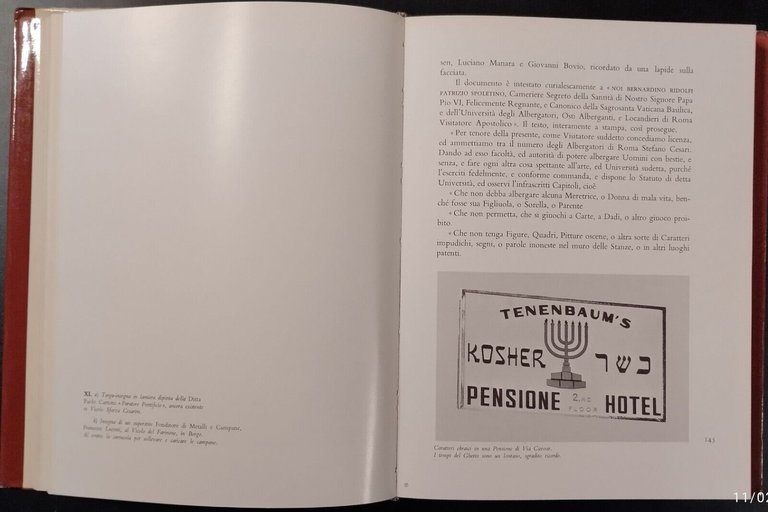 XI. a) Targa-insegna in lamiera dipinta della Ditta
Paolo Cattani «Paratore Pontificio», ancora esistente
in Vicolo Sforza Cesarini.
b) Insegna di un superstite Fonditore di Metalli e Campane,
Francesco Lucenti, al Vicolo del Farinone, in Borgo.
Al centro la carrucola per sollevare e caricare le campane.
sen, Luciano Manara e Giovanni Bovio, ricordato da una lapide sulla
facciata.
Il documento è intestato curialescamente a « NOI BERNARDINO RIDOLFI
PATRIZIO SPOLETINO, Cameriere Segreto della Santità di Nostro Signore Papa
Pio VI, Felicemente Regnante, e Canonico della Sagrosanta Vaticana Basilica,
e dell'Università degli Albergatori, Osti Alberganti, e Locandieri di Roma
Visitatore Apostolico ». Il testo, interamente a stampa, così prosegue.
« Per tenore della presente, come Visitatore suddetto concediamo licenza,
ed ammettiamo tra il numero degli Albergatori di Roma Stefano Cesari.
Dando ad esso facoltà, ed autorità di potere albergare Uomini con bestie, e
senza, e fare ogni altra cosa spettante all'arte, ed Università sudetta, purché
l'eserciti fedelmente, e conforme commanda, e dispone lo Statuto di detta
Università, ed osservi l'infrascritti Capitoli, cioè
« Che non debba albergare alcuna Meretrice, o Donna di mala vita, ben-
ché fosse sua Figliuola, o Sorella, o Parente
« Che non permetta, che si giuochi a Carte, a Dadi, o altro giuoco proi-
bito.
« Che non tenga Figure, Quadri, Pitture oscene, o altra sorte di Caratteri
impudichi, segni, o parole inoneste nel muro delle Stanze, o in altri luoghi
patenti.
TENENBAUM'S
KOSHER כשר
PENSIONE 2ND FLOOR HOTEL
143
Caratteri ebraici in una Pensione di Via Cavour.
I tempi del Ghetto sono un lontano, sgradito ricordo.